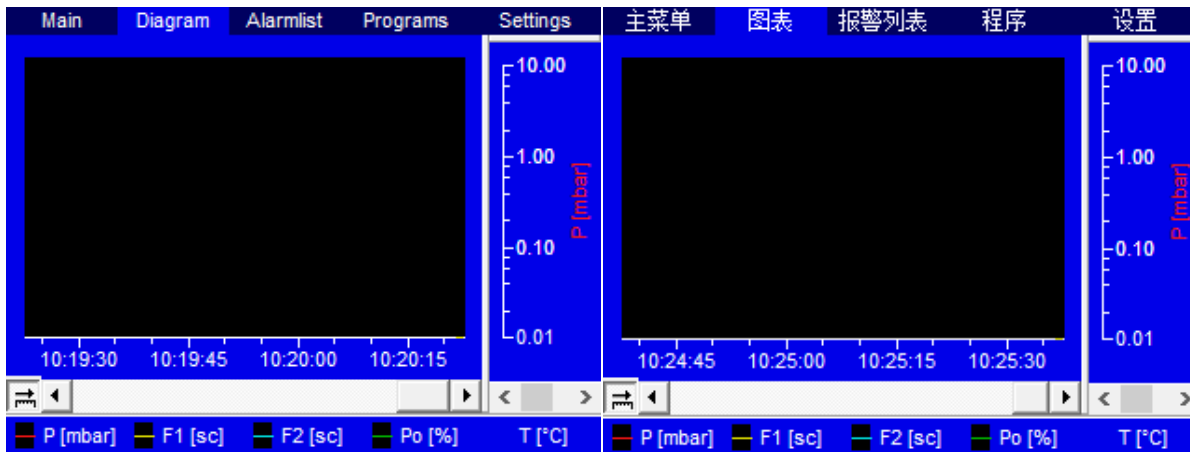 Main Diagram Alarmlist Programs Settings
10.00
1.00
P [mbar]
0.10
0.01
10:19:30 10:19:45 10:20:00 10:20:15
P [mbar] F1 [sc] F2 [sc] Po [%] T [°C]
主菜单 图表 报警列表 程序 设置
10.00
1.00
P [mbar]
0.10
0.01
10:24:45 10:25:00 10:25:15 10:25:30
P [mbar] F1 [sc] F2 [sc] Po [%] T [°C]